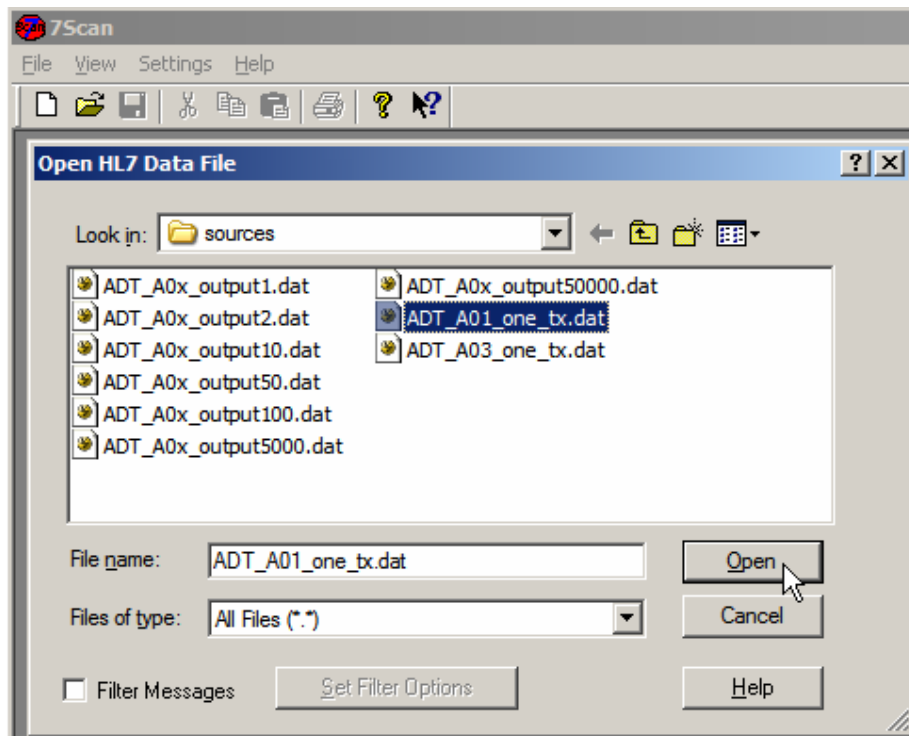 7Scan
File View Settings Help
Open HL7 Data File
Look in: sources
ADT_A0x_output1.dat
ADT_A0x_output2.dat
ADT_A0x_output10.dat
ADT_A0x_output50.dat
ADT_A0x_output100.dat
ADT_A0x_output5000.dat
ADT_A0x_output50000.dat
ADT_A01_one_tx.dat
ADT_A03_one_tx.dat
File name: ADT_A01_one_tx.dat
Open
Files of type: All Files (*.*)
Cancel
Filter Messages
Set Filter Options
Help